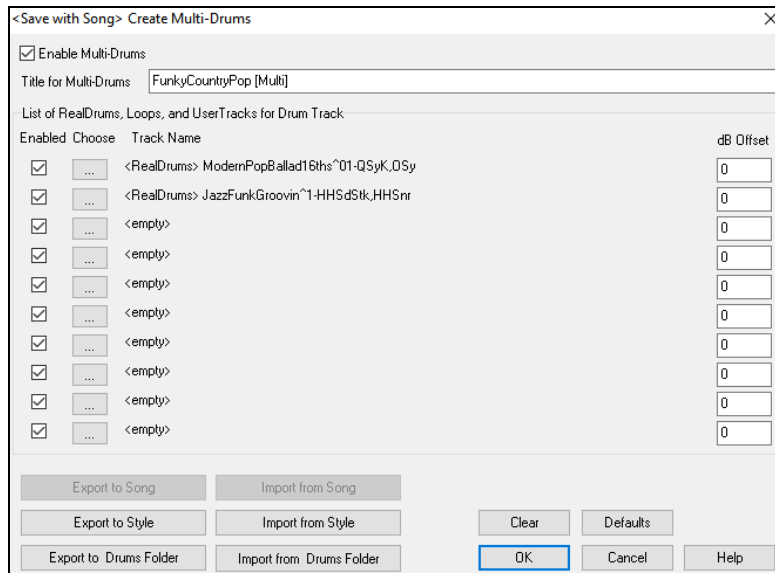 <Save with Song> Create Multi-Drums
Enable Multi-Drums
Title for Multi-Drums FunkyCountryPop [Multi]
List of RealDrums, Loops, and UserTracks for Drum Track
Enabled Choose Track Name dB Offset
... <RealDrums> ModernPopBallad16ths^01-QSyK,OSy 0
... <RealDrums> JazzFunkGroovin^1-HHSdStk,HHSnr 0
... <empty> 0
... <empty> 0
... <empty> 0
... <empty> 0
... <empty> 0
... <empty> 0
... <empty> 0
... <empty> 0
Export to Song Import from Song
Export to Style Import from Style Clear Defaults
Export to Drums Folder Import from Drums Folder OK Cancel Help